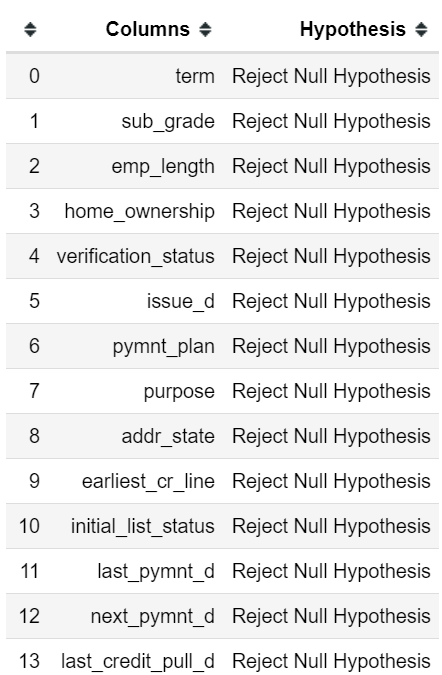 Columns Hypothesis
0 term Reject Null Hypothesis
1 sub_grade Reject Null Hypothesis
2 emp_length Reject Null Hypothesis
3 home_ownership Reject Null Hypothesis
4 verification_status Reject Null Hypothesis
5 issue_d Reject Null Hypothesis
6 pymnt_plan Reject Null Hypothesis
7 purpose Reject Null Hypothesis
8 addr_state Reject Null Hypothesis
9 earliest_cr_line Reject Null Hypothesis
10 initial_list_status Reject Null Hypothesis
11 last_pymnt_d Reject Null Hypothesis
12 next_pymnt_d Reject Null Hypothesis
13 last_credit_pull_d Reject Null Hypothesis